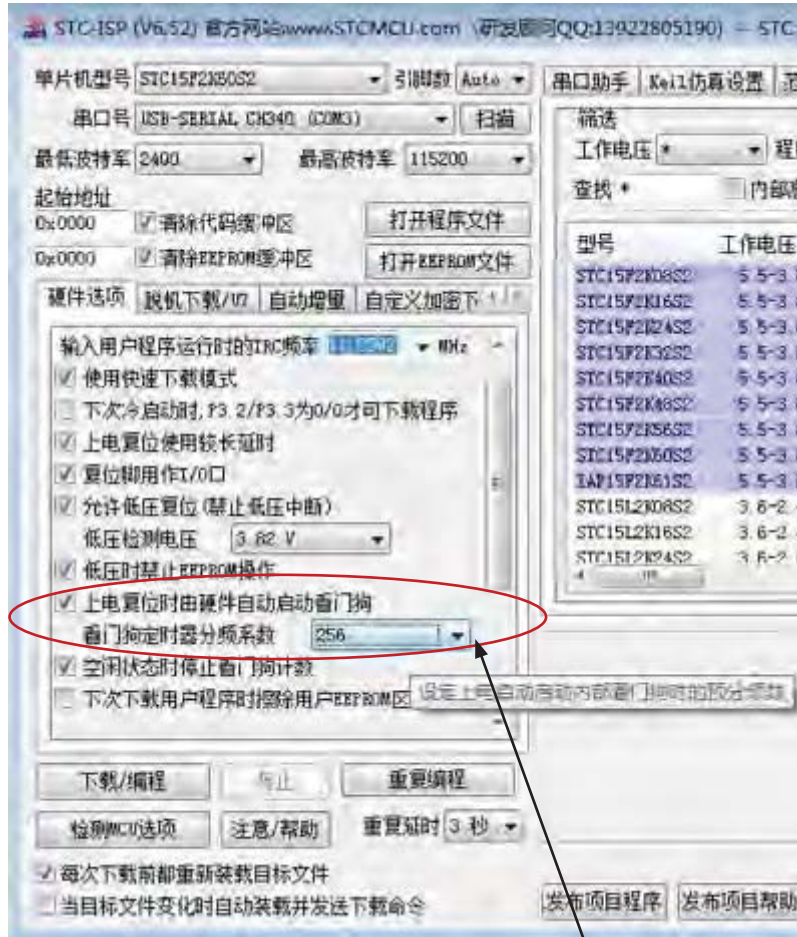 STC-ISP (V6.52) 官方网站:www.STCMCU.com (研发顾问QQ:13922805190) -- STC
单片机型号 STC15F2K60S2 引脚数 Auto
串口号 USB-SERIAL CH340 (COM3) 扫描
最低波特率 2400 最高波特率 115200
起始地址
0x0000 清除代码缓冲区 打开程序文件
0x0000 清除EEPROM缓冲区 打开EEPROM文件
硬件选项 脱机下载/U7 自动增量 自定义加密下
输入用户程序运行时的IRC频率 MHz
使用快速下载模式
下次冷启动时,P3.2/P3.3为0/0才可下载程序
上电复位使用较长延时
复位脚用作I/O口
允许低压复位(禁止低压中断)
低压检测电压 3.82 V
低压时禁止EEPROM操作
上电复位时由硬件自动启动看门狗
看门狗定时器分频系数 256
空闲状态时停止看门狗计数
下次下载用户程序时擦除用户EEPROM区
设定上电自动启动内部看门狗时的预分频数
下载/编程 停止 重复编程
检测MCU选项 注意/帮助 重复延时 3 秒
每次下载前都重新装载目标文件
当目标文件变化时自动装载并发送下载命令
串口助手 Keil仿真设置 范
筛选
工作电压 * 程
查找 * 内部
型号 工作电压
STC15F2K08S2 5.5-3.
STC15F2K16S2 5.5-3.
STC15F2K24S2 5.5-3.
STC15F2K32S2 5.5-3.
STC15F2K40S2 5.5-3.
STC15F2K48S2 5.5-3.
STC15F2K56S2 5.5-3.
STC15F2K60S2 5.5-3.
IAP15F2K61S2 5.5-3.
STC15L2K08S2 3.6-2.
STC15L2K16S2 3.6-2.
STC15L2K24S2 3.6-2.
发布项目程序 发布项目帮助